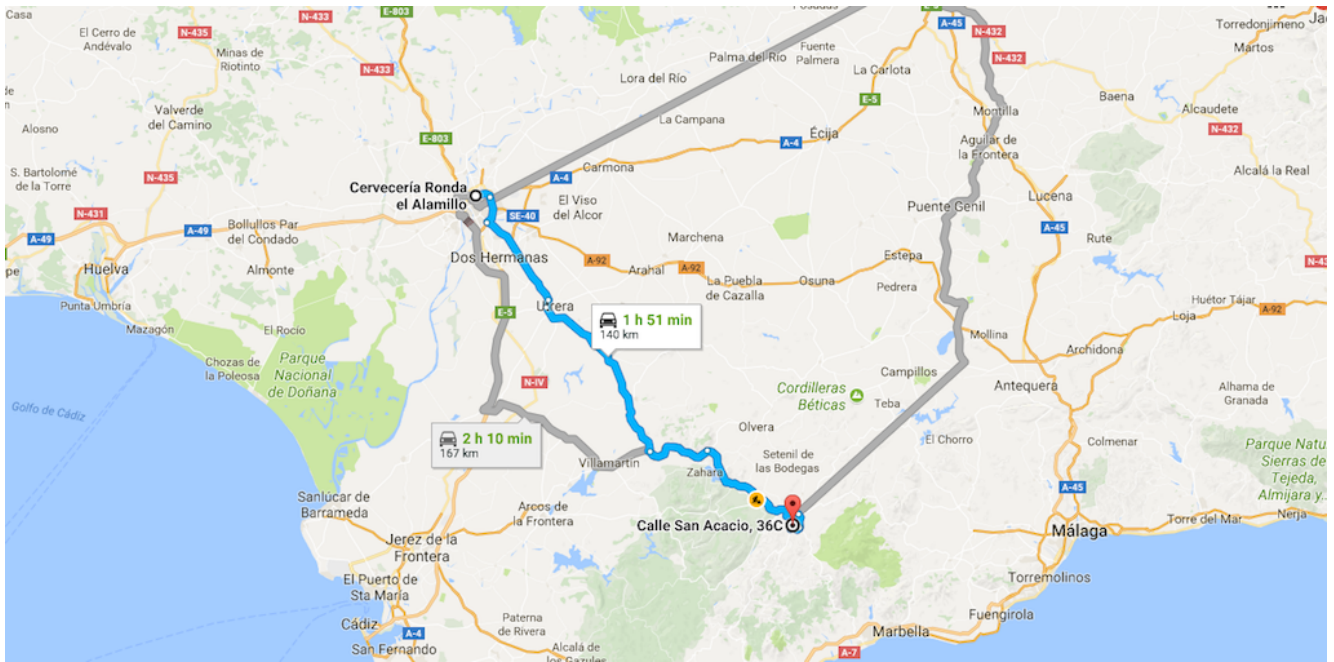 Casa
N-435
N-432
E-803
Posadas
E-5
A-45
Torredonjimeno
Martos
El Cerro de
Andévalo
Minas de
Riotinto
N-433
Palma del Río
Fuente
Palmera
N-432
Lora del Río
La Carlota
E-5
Baena
Valverde
del Camino
Alosno
La Campana
Montilla
Alcaudete
N-432
E-803
Écija
A-4
Aguilar de
la Frontera
S. Bartolomé
de la Torre
N-435
Carmona
A-4
Alcalá la Real
Cervecería Ronda
el Alamillo
El Viso
del Alcor
Lucena
N-431
Bollullos Par
del Condado
A-49
SE-40
Puente Genil
A-45
A-49
Marchena
Rute
Dos Hermanas
Estepa
A-92
Arahal
A-92
Huelva
Almonte
La Puebla
de Cazalla
Osuna
Pedrera
Punta Umbría
Utrera
Huétor Tájar
E-5
1 h 51 min
140 km
Loja
A-92
Mazagón
El Rocío
Mollina
Archidona
Chozas de
la Poleosa
Parque
Nacional
de Doñana
N-IV
Campillos
Antequera
Cordilleras
Béticas
Teba
Alhama de
Granada
Golfo de Cádiz
2 h 10 min
167 km
Olvera
El Chorro
Colmenar
Setenil de
las Bodegas
Villamartín
Zahara
Parque Natu
Sierras de
Tejeda,
Almijara y...
A-45
Sanlúcar de
Barrameda
Arcos de
la Frontera
Calle San Acacio, 36C
Málaga
Torre del Mar
Nerja
Jerez de la
Frontera
El Puerto de
Sta María
Torremolinos
Paterna
de Rivera
Fuengirola
Cádiz
A-4
Marbella
San Fernando
Alcalá de
los Gazules
A-7